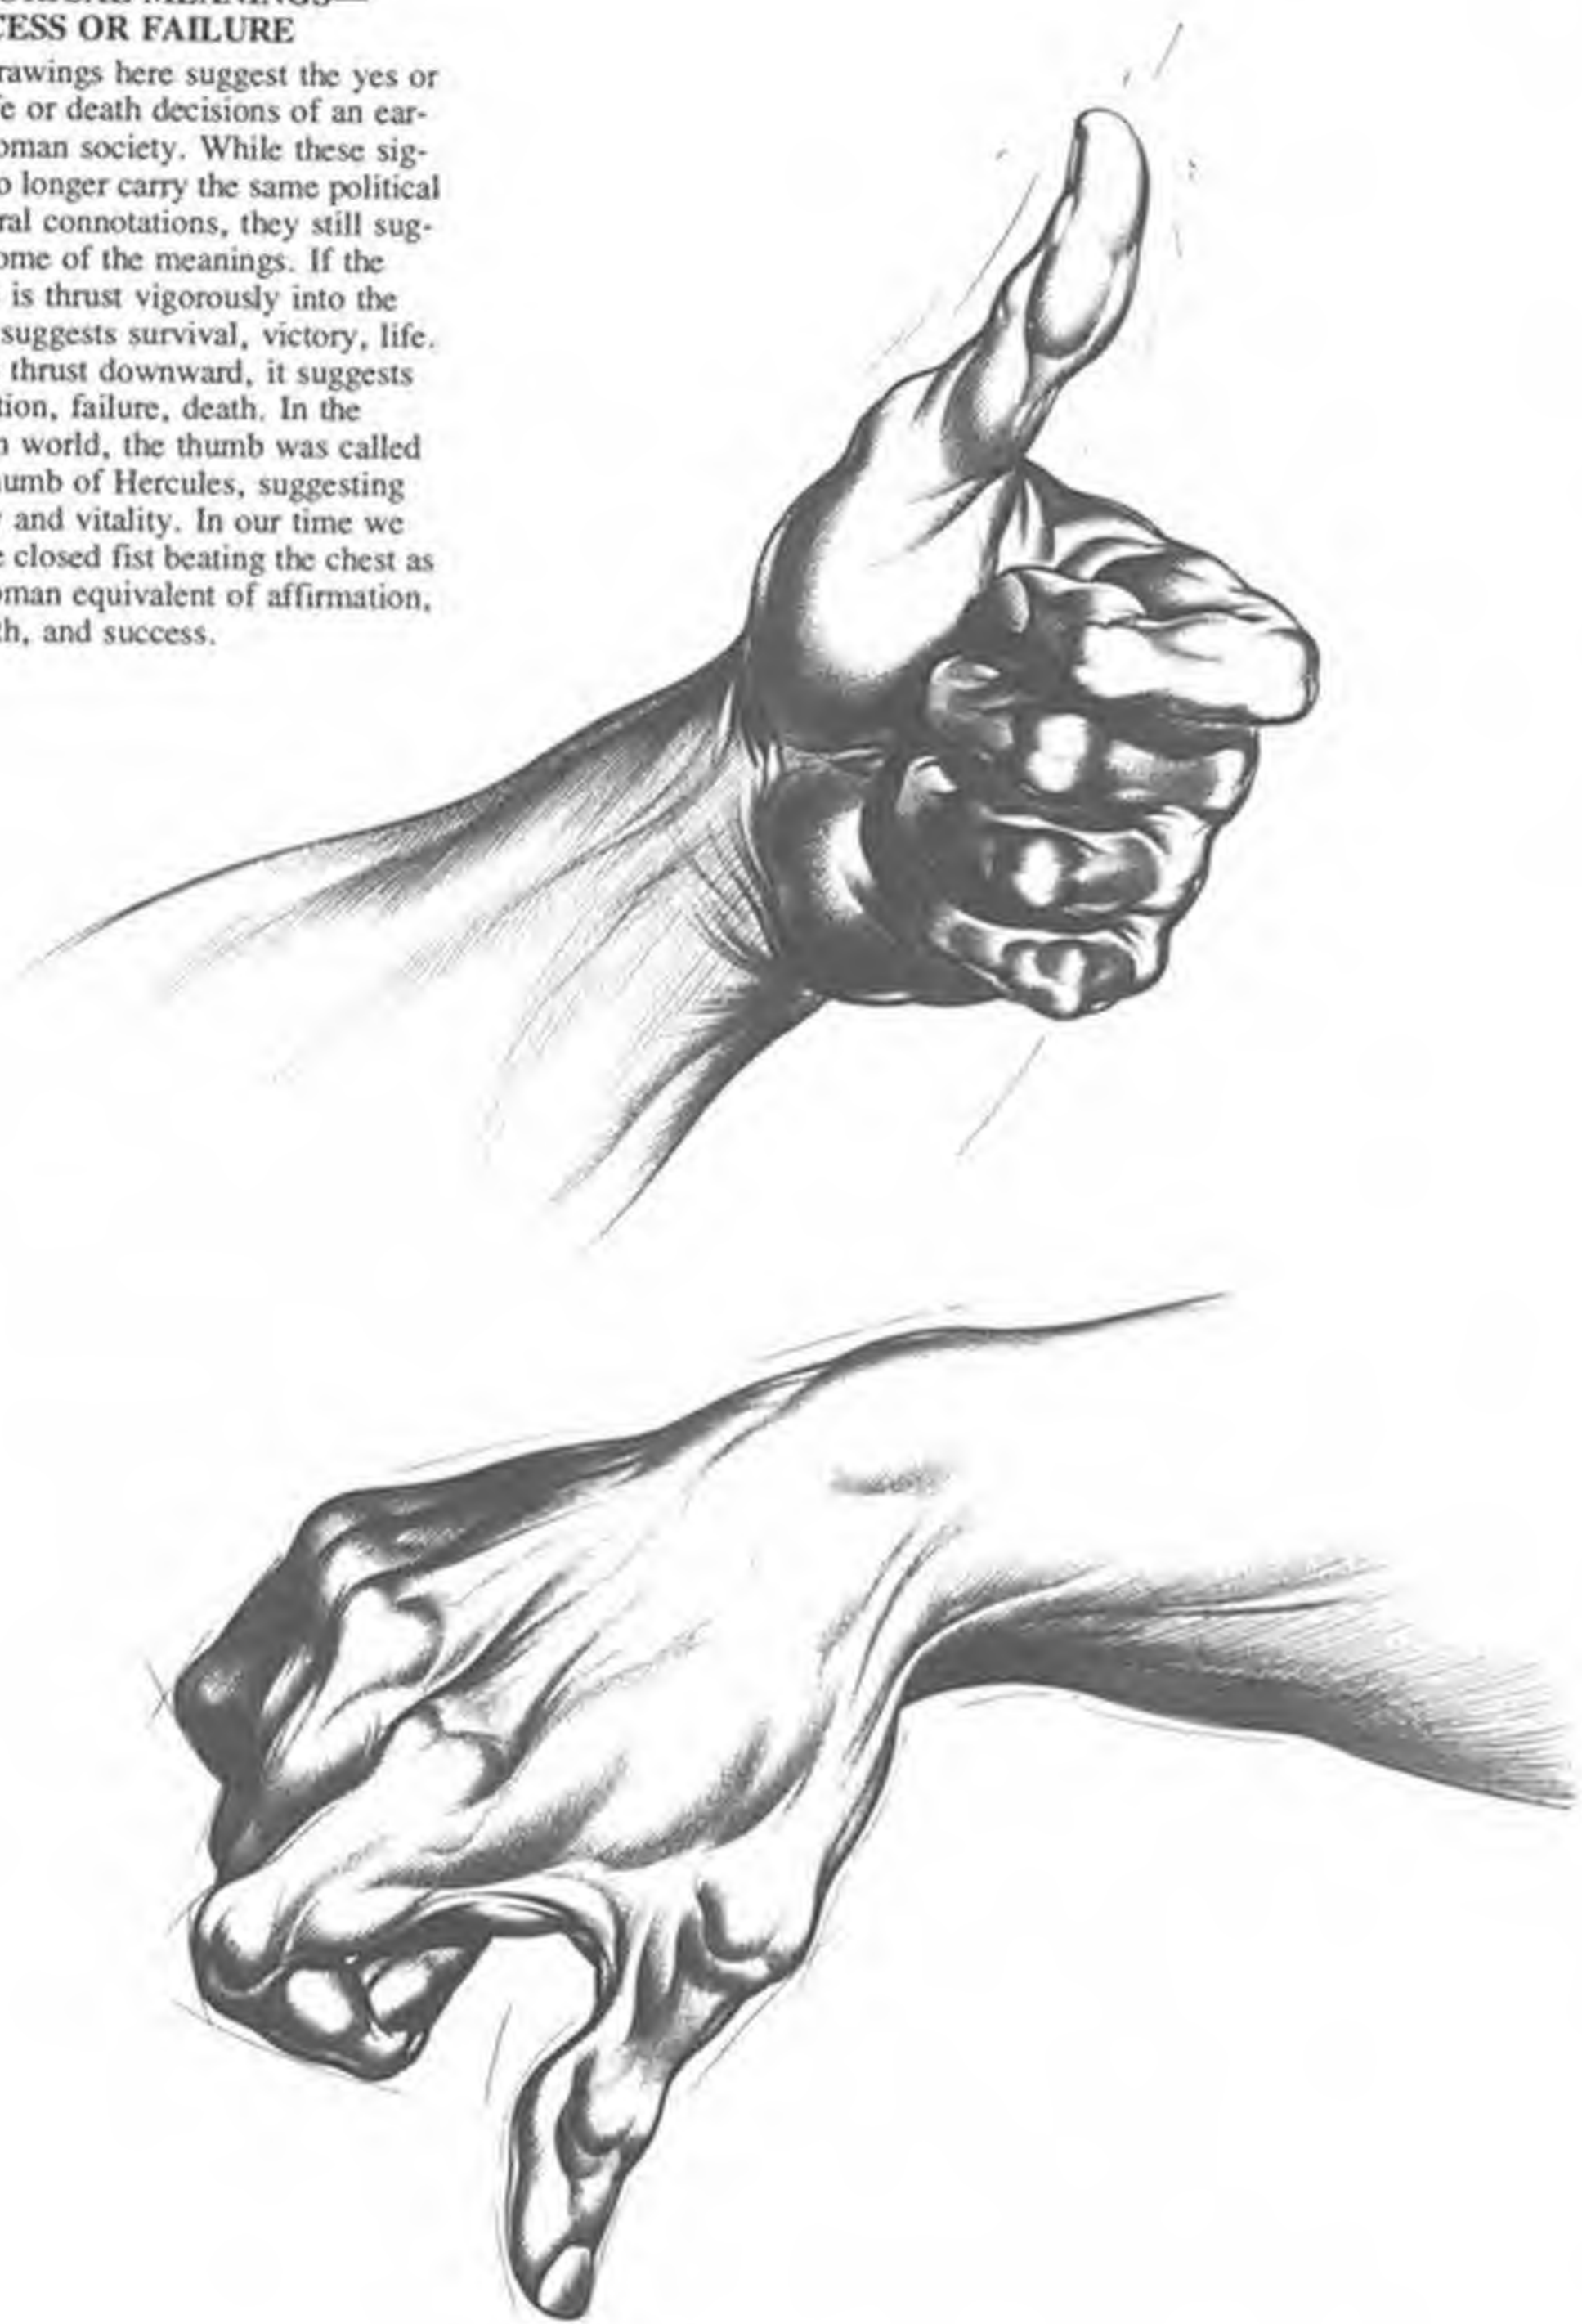 CESS OR FAILURE
rawings here suggest the yes or
fe or death decisions of an ear-
oman society. While these sig-
o longer carry the same political
ral connotations, they still sug-
ome of the meanings. If the
is thrust vigorously into the
suggests survival, victory, life.
thrust downward, it suggests
tion, failure, death. In the
n world, the thumb was called
humb of Hercules, suggesting
y and vitality. In our time we
e closed fist beating the chest as
oman equivalent of affirmation,
th, and success.